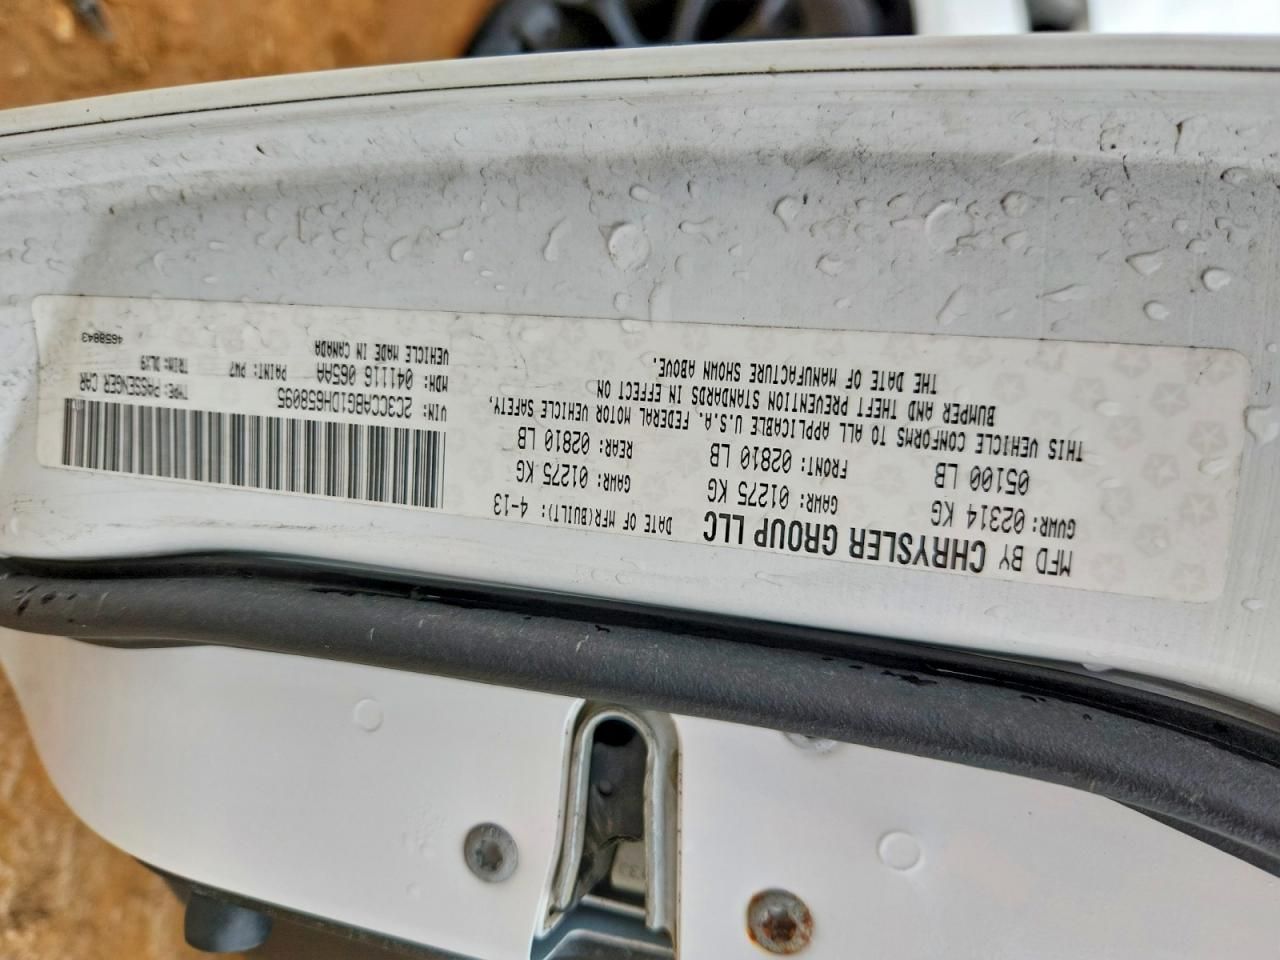 MFD BY CHRYSLER GROUP LLC
DATE OF MFR(BUILT): 4-13
GVWR: 02314 KG
05100 LB
GAWR: 01275 KG
FRONT: 02810 LB
GAWR: 01275 KG
REAR: 02810 LB
THIS VEHICLE CONFORMS TO ALL APPLICABLE U.S.A. FEDERAL MOTOR VEHICLE SAFETY,
BUMPER AND THEFT PREVENTION STANDARDS IN EFFECT ON
THE DATE OF MANUFACTURE SHOWN ABOVE.
VIN: 2C3CCABG1DH658095 TYPE: PASSENGER CAR
MDH: 041116 065AA PAINT: PW7 TRIM: DLX9
VEHICLE MADE IN CANADA
4658843